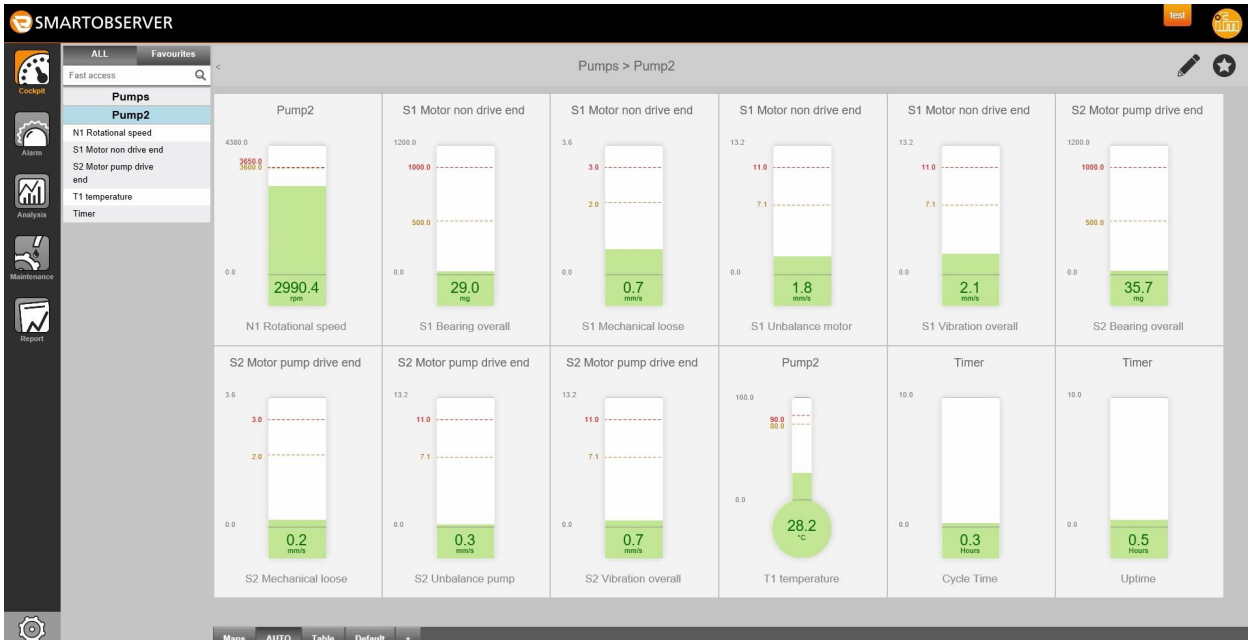 SMARTOBSERVER
test
ifm
ALL Favourites
Fast access
< Pumps > Pump2
Cockpit
Alarm
Analysis
Maintenance
Report
Pumps
Pump2
N1 Rotational speed
S1 Motor non drive end
S2 Motor pump drive
end
T1 temperature
Timer
Pump2
4380.0
3650.0
3600.0
0.0
2990.4
rpm
N1 Rotational speed
S1 Motor non drive end
1200.0
1000.0
500.0
0.0
29.0
mg
S1 Bearing overall
S1 Motor non drive end
3.6
3.0
2.0
0.0
0.7
mm/s
S1 Mechanical loose
S1 Motor non drive end
13.2
11.0
7.1
0.0
1.8
mm/s
S1 Unbalance motor
S1 Motor non drive end
13.2
11.0
7.1
0.0
2.1
mm/s
S1 Vibration overall
S2 Motor pump drive end
1200.0
1000.0
500.0
0.0
35.7
mg
S2 Bearing overall
S2 Motor pump drive end
3.6
3.0
2.0
0.0
0.2
mm/s
S2 Mechanical loose
S2 Motor pump drive end
13.2
11.0
7.1
0.0
0.3
mm/s
S2 Unbalance pump
S2 Motor pump drive end
13.2
11.0
7.1
0.0
0.7
mm/s
S2 Vibration overall
Pump2
108.0
90.0
80.0
0.0
28.2
°C
T1 temperature
Timer
10.0
0.0
0.3
Hours
Cycle Time
Timer
10.0
0.0
0.5
Hours
Uptime
Maps AUTO Table Default +